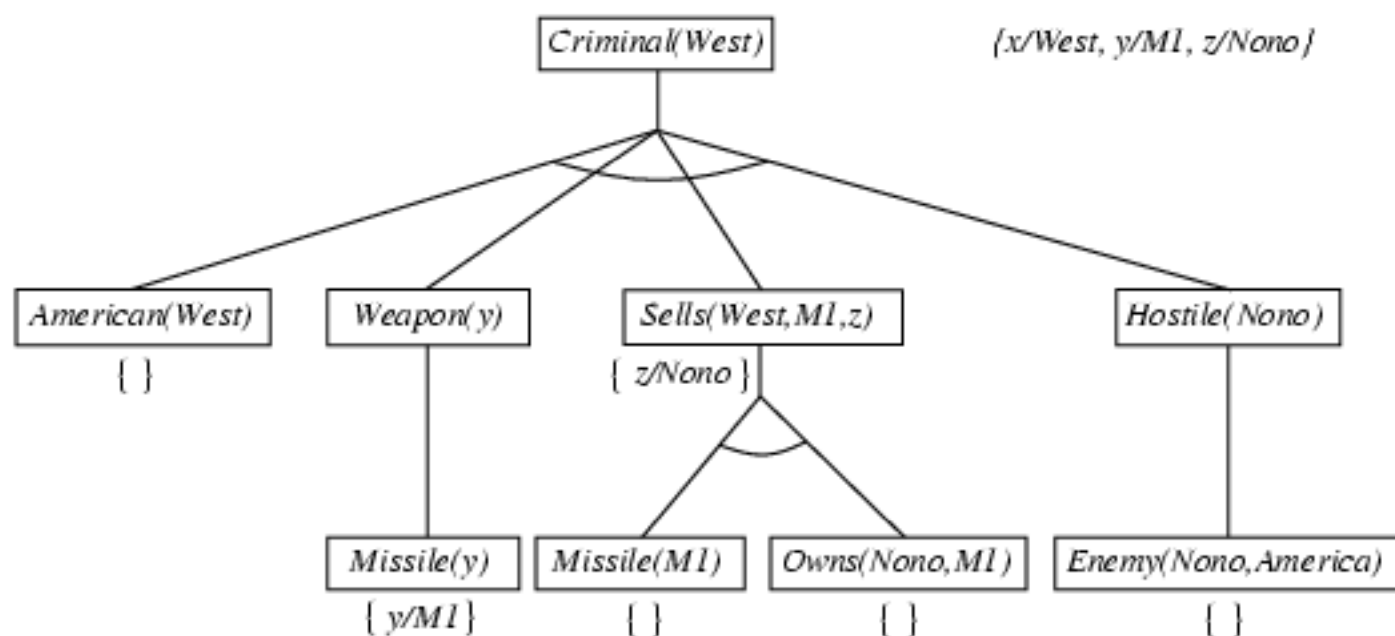 Criminal(West)
{x/West, y/M1, z/Nono}
American(West)
Weapon(y)
Sells(West,M1,z)
Hostile(Nono)
{ }
{ z/Nono }
Missile(y)
Missile(M1)
Owns(Nono,M1)
Enemy(Nono,America)
{ y/M1 }
{ }
{ }
{ }